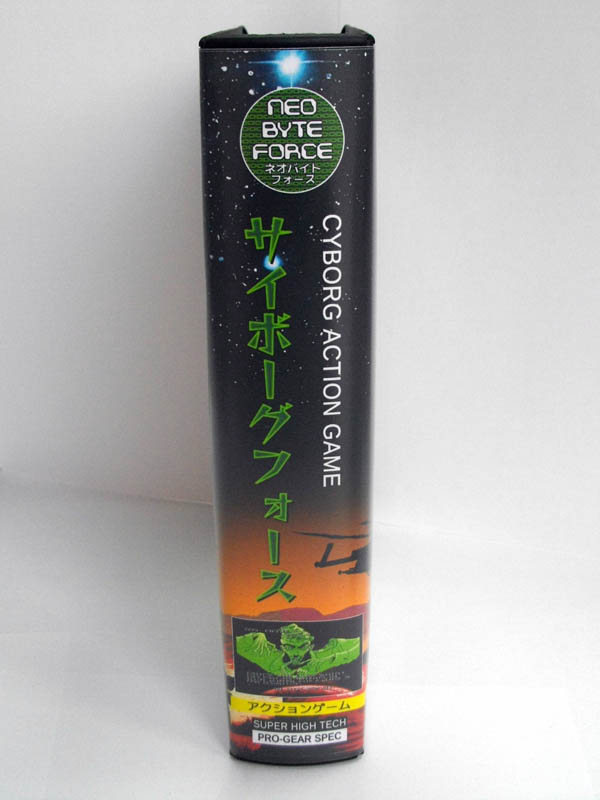 NEO
BYTE
FORCE
ネオバイト
フォース
サイボーグフォース
CYBORG ACTION GAME
アクションゲーム
SUPER HIGH TECH
PRO-GEAR SPEC